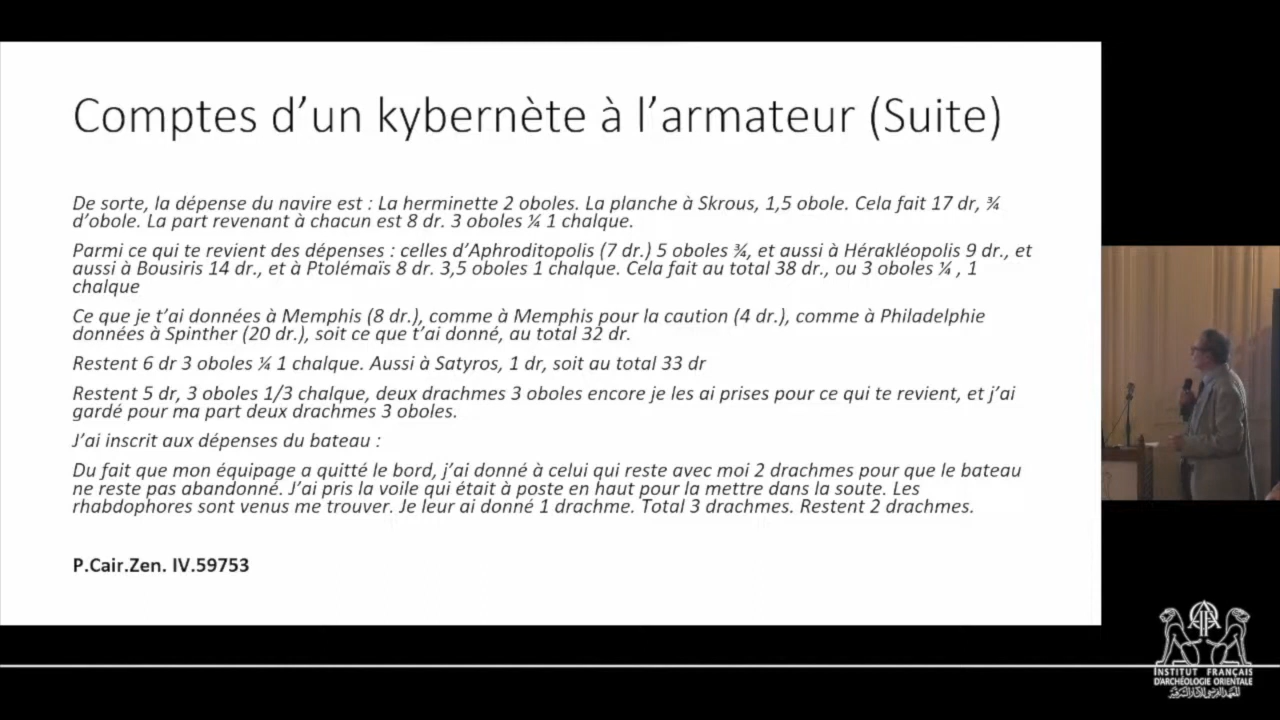 Comptes d’un kybernète à l’armateur (Suite)
De sorte, la dépense du navire est : La herminette 2 oboles. La planche à Skrous, 1,5 obole. Cela fait 17 dr, ¾
d’obole. La part revenant à chacun est 8 dr. 3 oboles ¼ 1 chalque.
Parmi ce qui te revient des dépenses : celles d’Aphroditopolis (7 dr.) 5 oboles ¾, et aussi à Hérakléopolis 9 dr., et
aussi à Bousiris 14 dr., et à Ptolémaïs 8 dr. 3,5 oboles 1 chalque. Cela fait au total 38 dr., ou 3 oboles ¼ , 1
chalque
Ce que je t’ai données à Memphis (8 dr.), comme à Memphis pour la caution (4 dr.), comme à Philadelphie
données à Spinther (20 dr.), soit ce que t’ai donné, au total 32 dr.
Restent 6 dr 3 oboles ¼ 1 chalque. Aussi à Satyros, 1 dr, soit au total 33 dr
Restent 5 dr, 3 oboles 1/3 chalque, deux drachmes 3 oboles encore je les ai prises pour ce qui te revient, et j’ai
gardé pour ma part deux drachmes 3 oboles.
J’ai inscrit aux dépenses du bateau :
Du fait que mon équipage a quitté le bord, j’ai donné à celui qui reste avec moi 2 drachmes pour que le bateau
ne reste pas abandonné. J’ai pris la voile qui était à poste en haut pour la mettre dans la soute. Les
rhabdophores sont venus me trouver. Je leur ai donné 1 drachme. Total 3 drachmes. Restent 2 drachmes.
P.Cair.Zen. IV.59753
INSTITUT FRANÇAIS
D'ARCHÉOLOGIE ORIENTALE